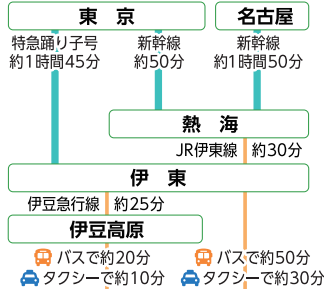 東 京
名古屋
特急踊り子号
約1時間45分
新幹線
約50分
新幹線
約1時間50分
熱 海
JR伊東線 約30分
伊 東
伊豆急行線 約25分
伊豆高原
バスで約20分
タクシーで約10分
バスで約50分
タクシーで約30分